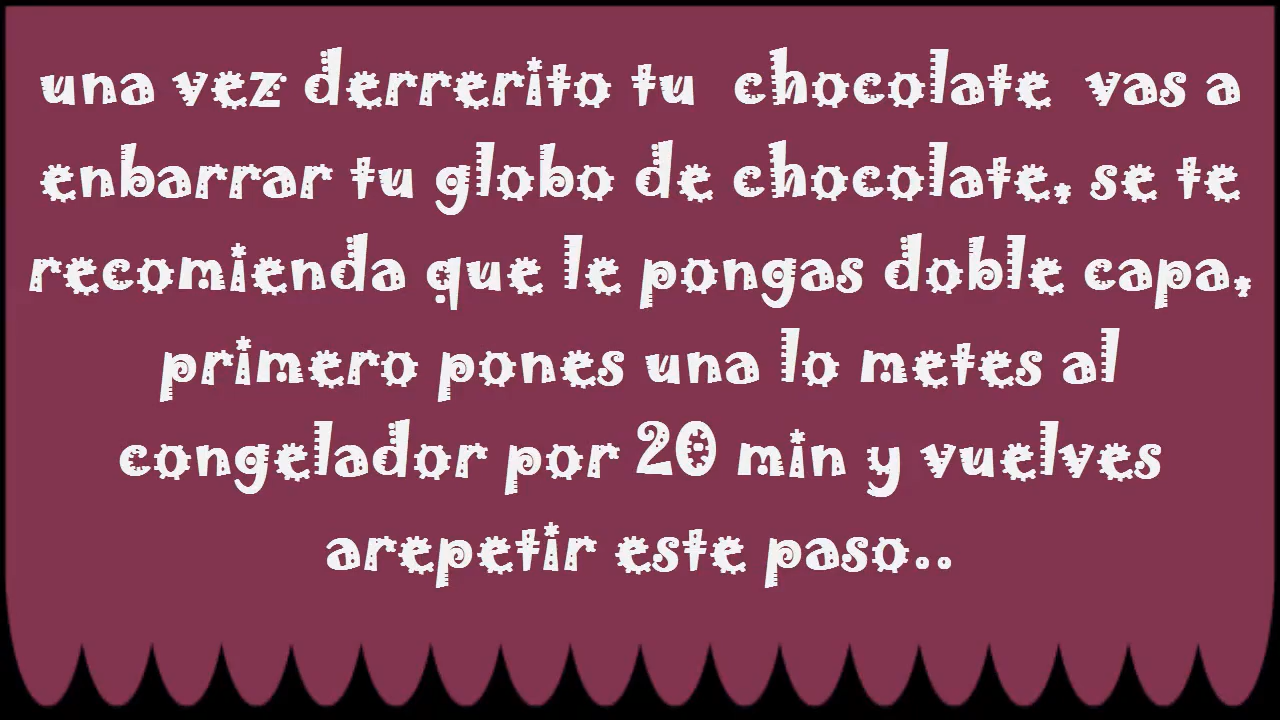 una vez derrerito tu chocolate vas a
enbarrar tu globo de chocolate, se te
recomienda que le pongas doble capa,
primero pones una lo metes al
congelador por 20 min y vuelves
arepetir este paso..